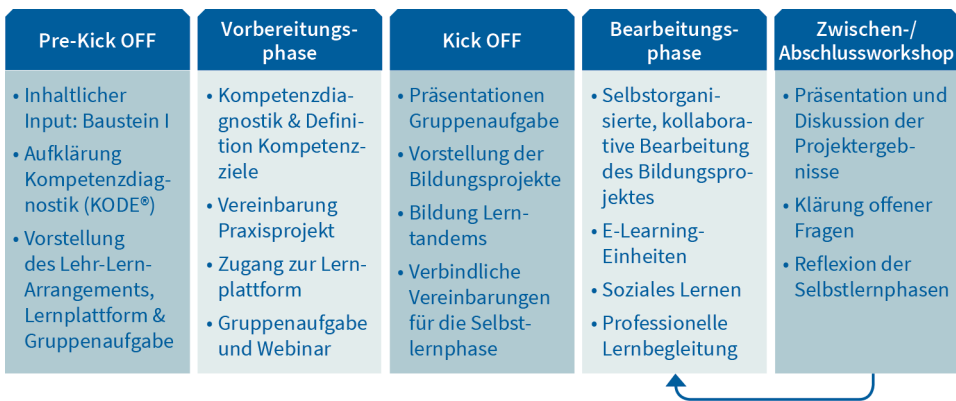 Pre-Kick OFF
• Inhaltlicher
Input: Baustein I
• Aufklärung
Kompetenzdiag-
nostik (KODE®)
• Vorstellung
des Lehr-Lern-
Arrangements,
Lernplattform &
Gruppenaufgabe
Vorbereitungs-
phase
• Kompetenzdia-
gnostik & Defini-
tion Kompetenz-
ziele
• Vereinbarung
Praxisprojekt
• Zugang zur Lern-
plattform
• Gruppenaufgabe
und Webinar
Kick OFF
• Präsentationen
Gruppenaufgabe
• Vorstellung der
Bildungsprojekte
• Bildung Lern-
tandems
• Verbindliche
Vereinbarungen
für die Selbst-
lernphase
Bearbeitungs-
phase
• Selbstorgani-
sierte, kollabora-
tive Bearbeitung
des Bildungspro-
jektes
• E-Learning-
Einheiten
• Soziales Lernen
• Professionelle
Lernbegleitung
Zwischen-/
Abschlussworkshop
• Präsentation und
Diskussion der
Projektergeb-
nisse
• Klärung offener
Fragen
• Reflexion der
Selbstlernphasen